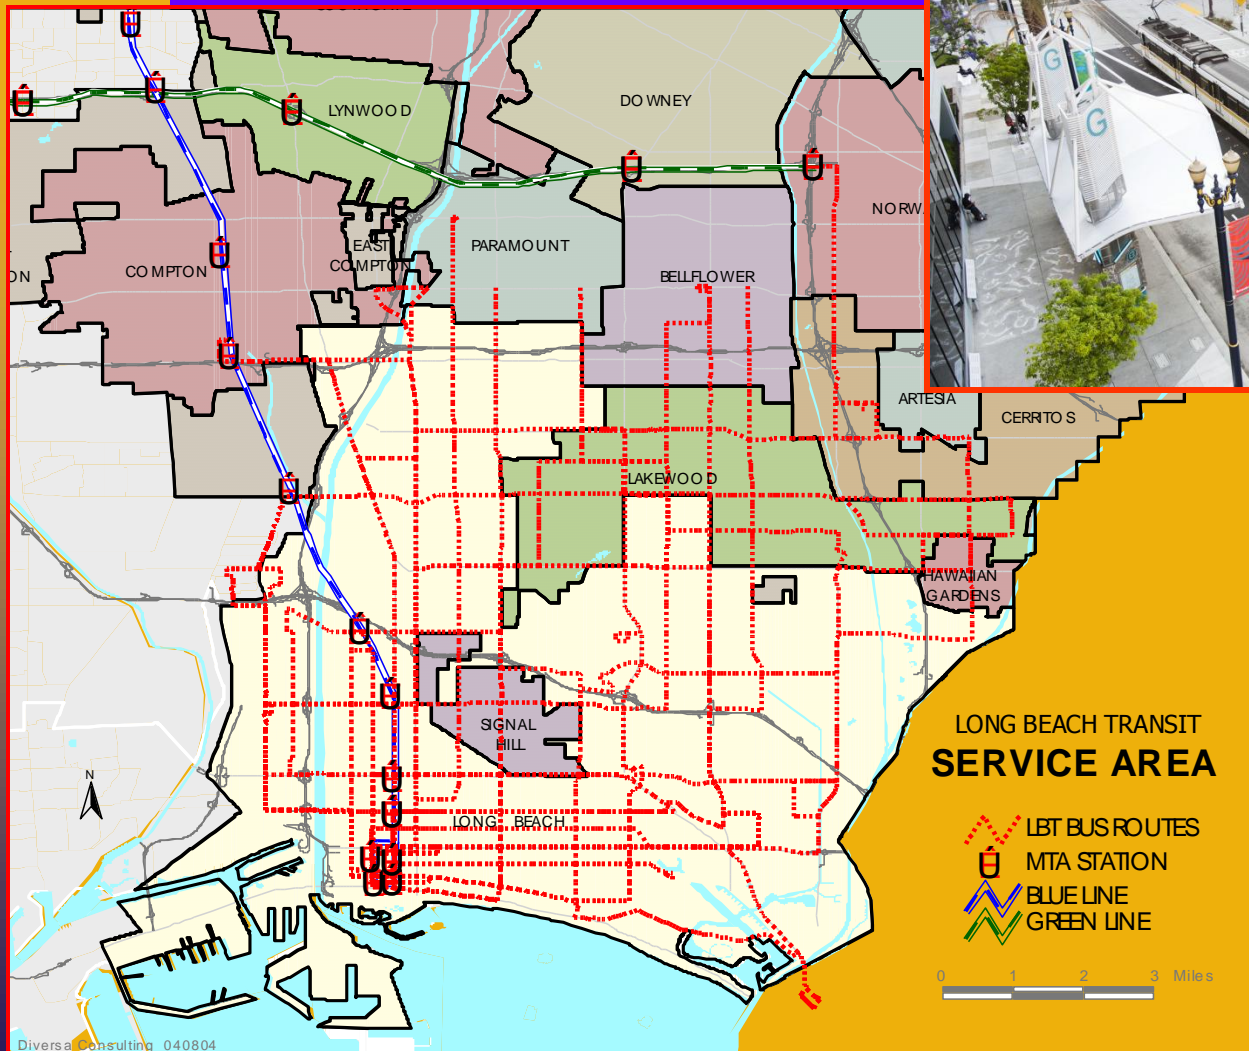 LYNWOOD
DOWNEY
G
G
NORW
EAST
COMPTON
PARAMOUNT
COMPTON
ON
BELLFLOWER
ARTESIA
CERRITOS
LAKEWOOD
HAWAIIAN
GARDENS
SIGNAL
HILL
LONG BEACH
N
LONG BEACH TRANSIT
SERVICE AREA
LBT BUS ROUTES
MTA STATION
BLUE LINE
GREEN LINE
0 1 2 3 Miles
Diversa Consulting 040804